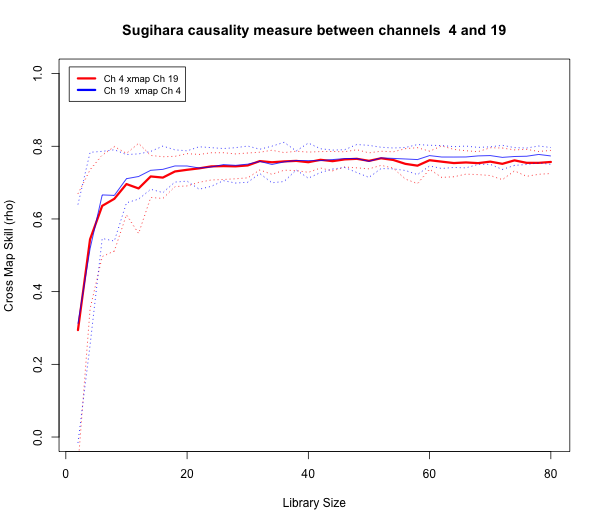 Sugihara causality measure between channels  4 and 19
Ch 4 xmap Ch 19
Ch 19  xmap Ch 4
Cross Map Skill (rho)
1.0
0.8
0.6
0.4
0.2
0.0
0 20 40 60 80
Library Size